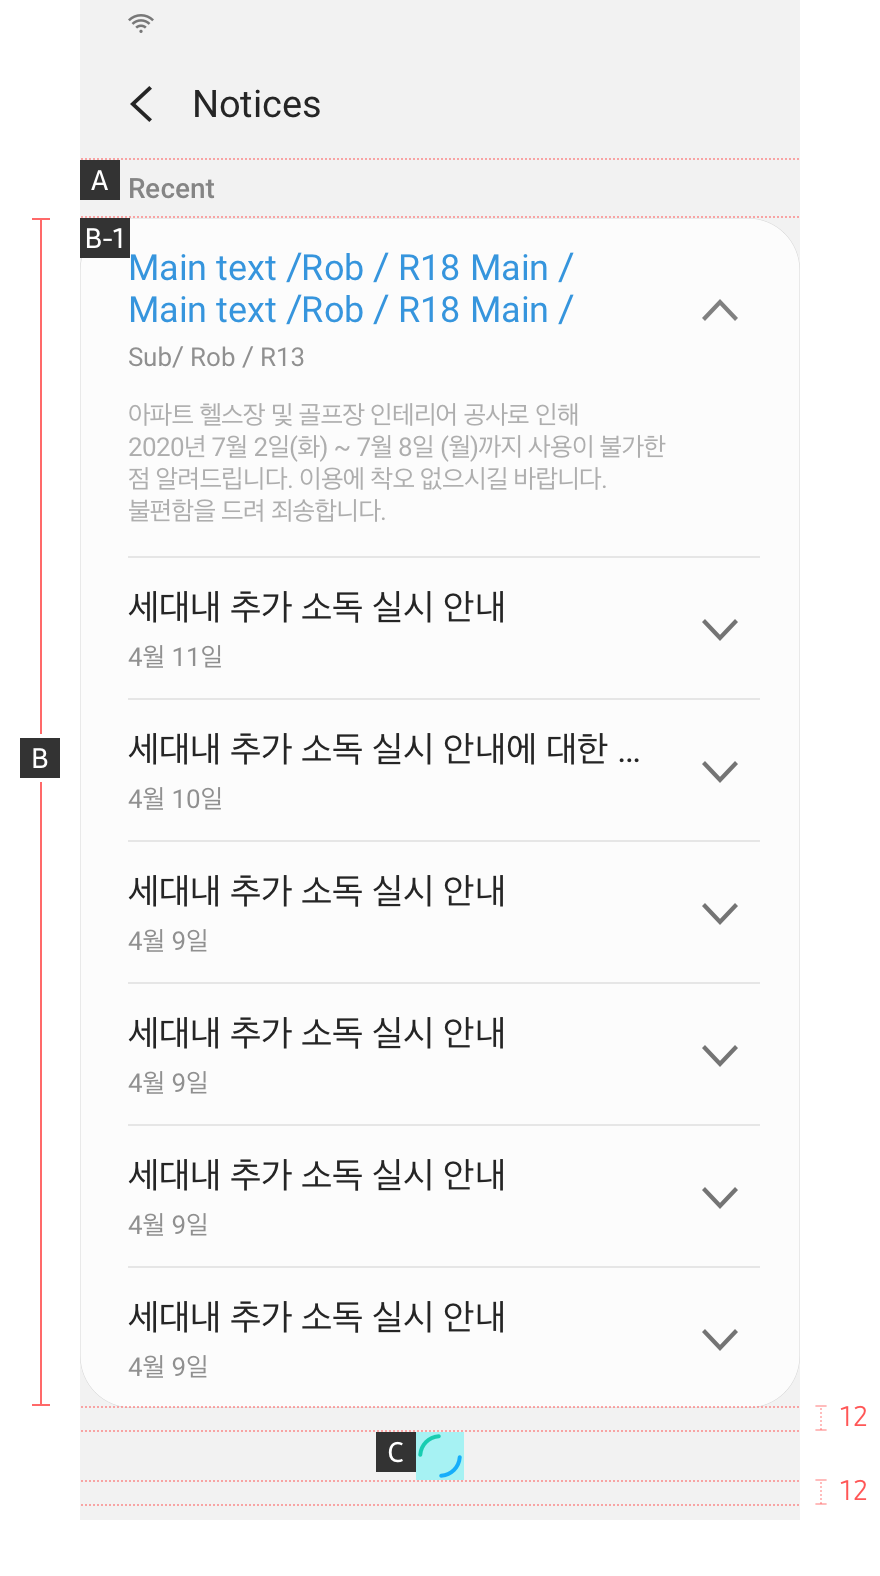 Notices
A
Recent
B-1
Main text /Rob / R18 Main /
Main text /Rob / R18 Main /
Sub/ Rob / R13
아파트 헬스장 및 골프장 인테리어 공사로 인해
2020년 7월 2일(화) ~ 7월 8일 (월)까지 사용이 불가한
점 알려드립니다. 이용에 착오 없으시길 바랍니다.
불편함을 드려 죄송합니다.
세대내 추가 소독 실시 안내
4월 11일
B
세대내 추가 소독 실시 안내에 대한 ...
4월 10일
세대내 추가 소독 실시 안내
4월 9일
세대내 추가 소독 실시 안내
4월 9일
세대내 추가 소독 실시 안내
4월 9일
세대내 추가 소독 실시 안내
4월 9일
12
C
12